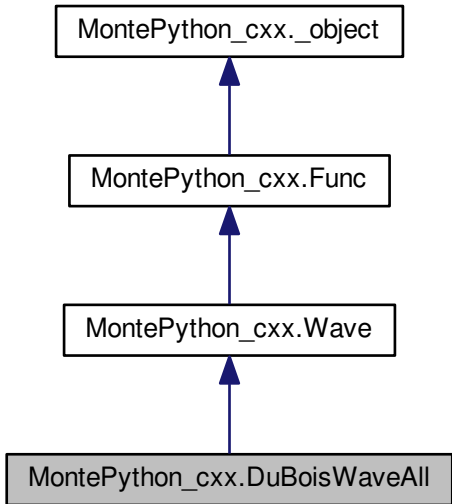 MontePython_cxx._object
MontePython_cxx.Func
MontePython_cxx.Wave
MontePython_cxx.DuBoisWaveAll